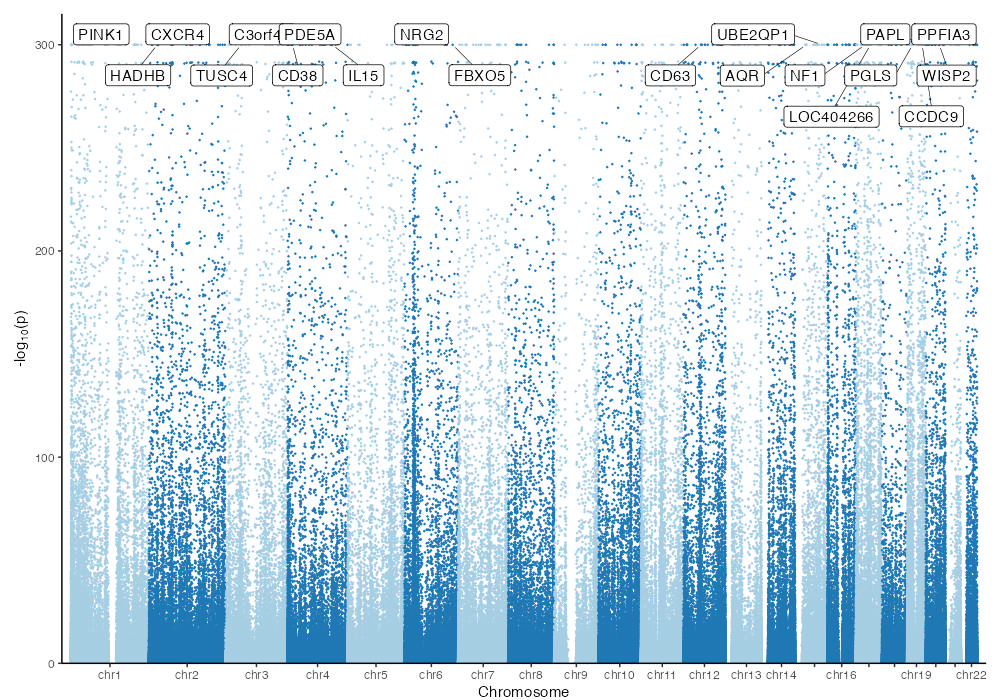 PINK1 CXCR4 C3orf4 PDE5A NRG2 UBE2QP1 PAPL PPFIA3
300
HADHB TUSC4 CD38 IL15 FBXO5 CD63 AQR NF1 PGLS WISP2
LOC404266 CCDC9
200
-log10(p)
100
0
chr1 chr2 chr3 chr4 chr5 chr6 chr7 chr8 chr9 chr10 chr11 chr12 chr13 chr14 chr16 chr19 chr22
Chromosome